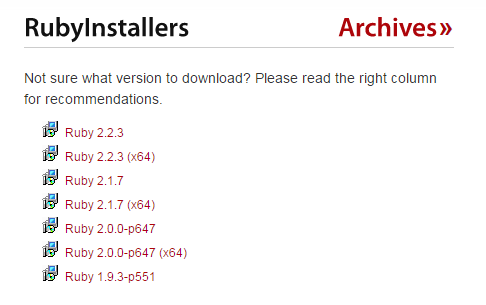 RubyInstallers
Archives»
Not sure what version to download? Please read the right column
for recommendations.
Ruby 2.2.3
Ruby 2.2.3 (x64)
Ruby 2.1.7
Ruby 2.1.7 (x64)
Ruby 2.0.0-p647
Ruby 2.0.0-p647 (x64)
Ruby 1.9.3-p551